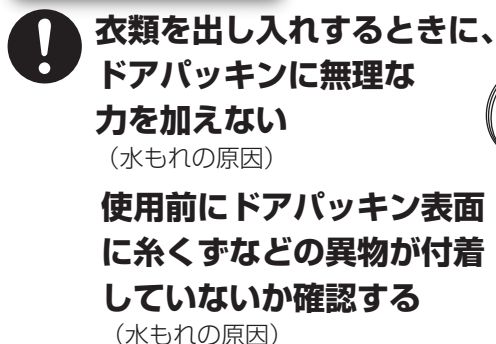 衣類を出し入れするときに、
ドアパッキンに無理な
力を加えない
（水もれの原因）
使用前にドアパッキン表面
に糸くずなどの異物が付着
していないか確認する
（水もれの原因）